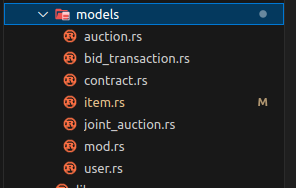 models
auction.rs
bid_transaction.rs
contract.rs
item.rs M
joint_auction.rs
mod.rs
user.rs